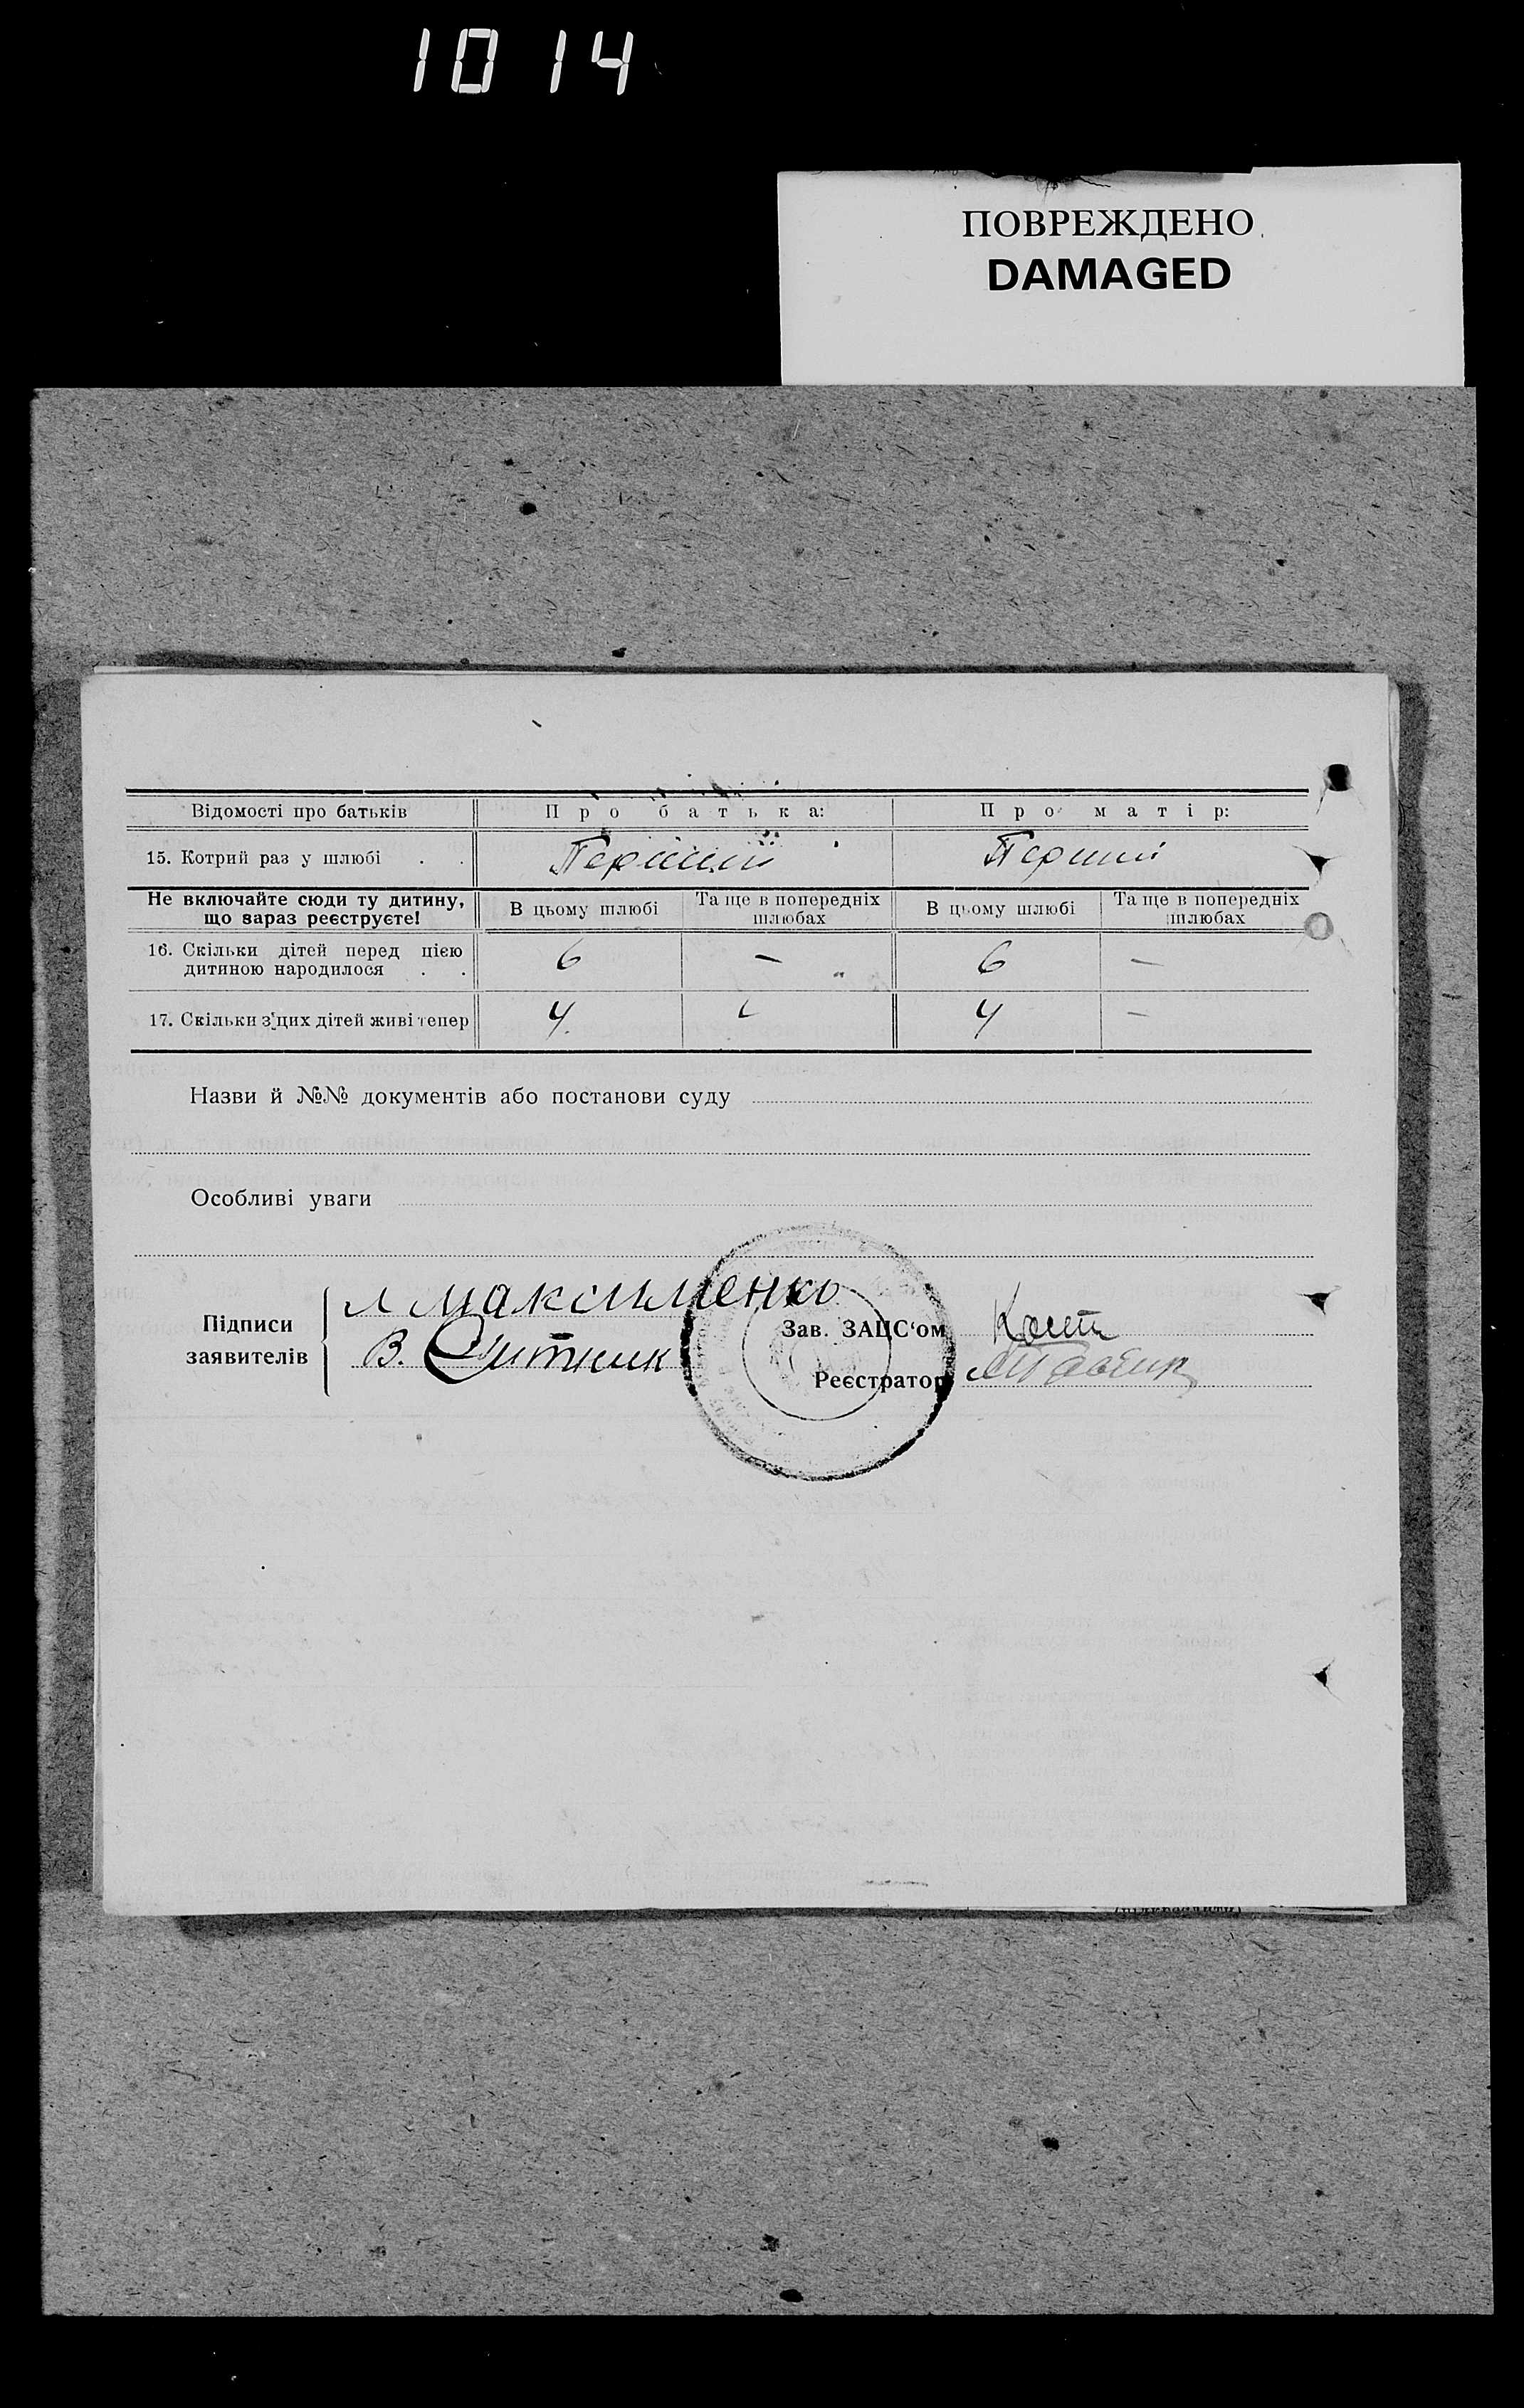 1014
ПОВРЕЖДЕНО
DAMAGED
Відомості про батьків Про батька: Про матір:
15. Котрий раз у шлюбі . . Перший Перший
Не включайте сюди ту дитину, що зараз реєструєте! В цьому шлюбі Та ще в попередніх шлюбах В цьому шлюбі Та ще в попередніх шлюбах
16. Скільки дітей перед цією дитиною народилося . . 6 – 6 –
17. Скільки з'цих дітей живі тепер 4. 4 –
Назви й №№ документів або постанови суду
Особливі уваги
Підписи заявителів
Л Максименко
В. Ситник
Зав. ЗАЦС'ом
Реєстратор